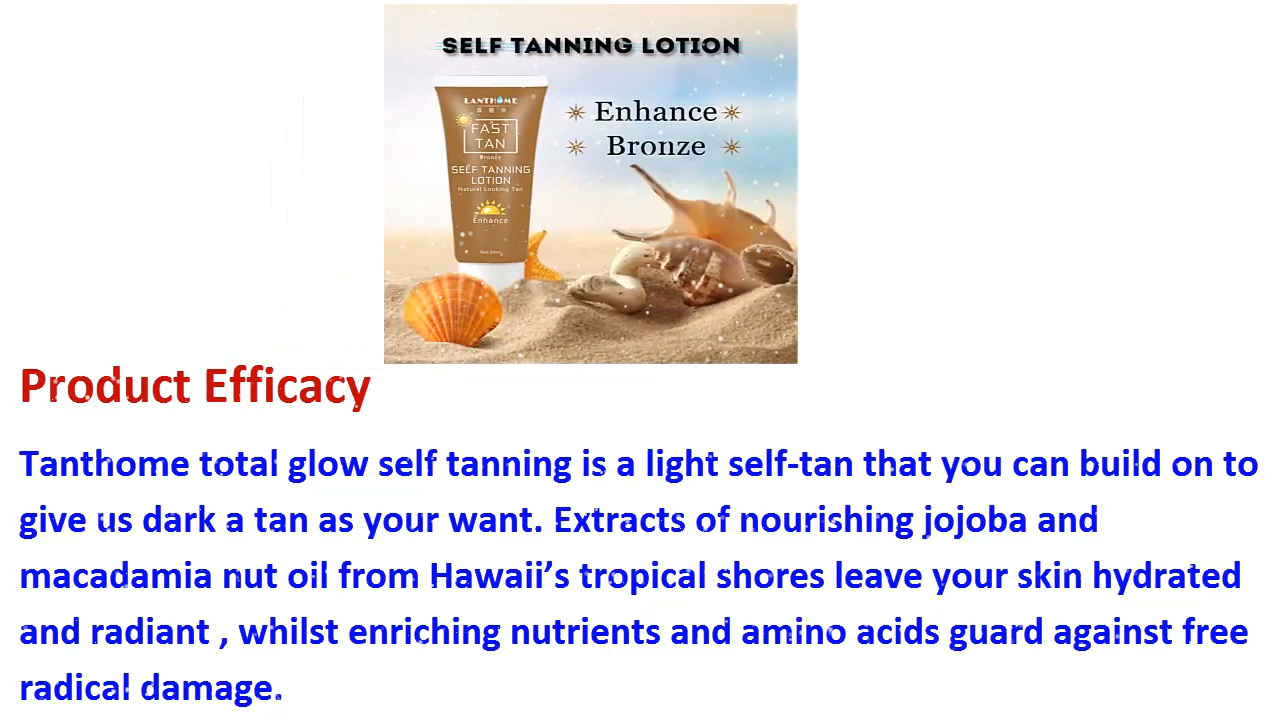 SELF TANNING LOTION
Enhance
Bronze
LANTHOME
FAST
TAN
Bronze
SELF TANNING
LOTION
Natural Looking Tan
Enhance
Product Efficacy
Tanthome total glow self tanning is a light self-tan that you can build on to
give us dark a tan as your want. Extracts of nourishing jojoba and
macadamia nut oil from Hawaii’s tropical shores leave your skin hydrated
and radiant , whilst enriching nutrients and amino acids guard against free
radical damage.